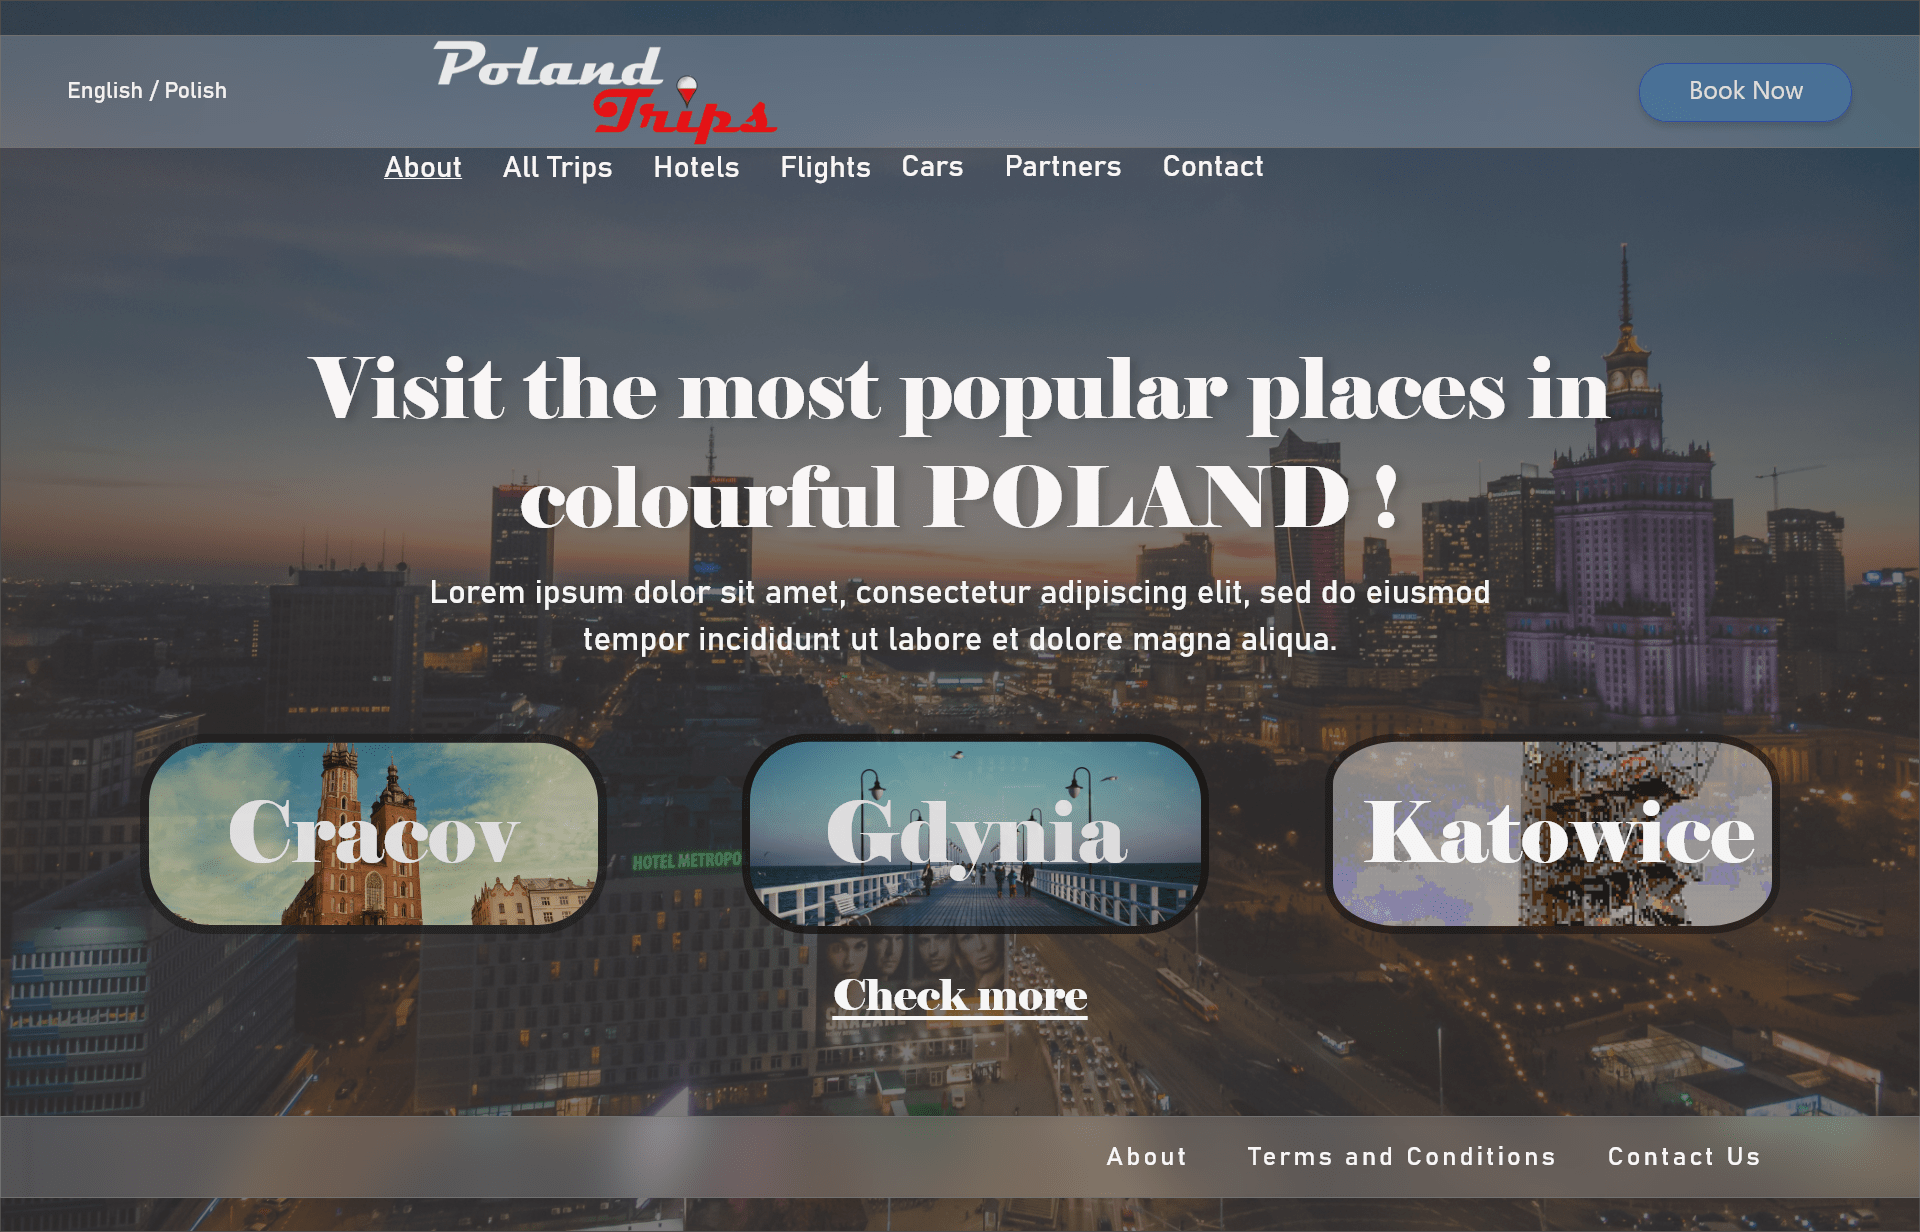 Poland
Trips
English / Polish
Book Now
About All Trips Hotels Flights Cars Partners Contact
Visit the most popular places in
colourful POLAND !
Lorem ipsum dolor sit amet, consectetur adipiscing elit, sed do eiusmod
tempor incididunt ut labore et dolore magna aliqua.
Cracov
Gdynia
Katowice
HOTEL METROPO
Check more
SKAZANE
About Terms and Conditions Contact Us